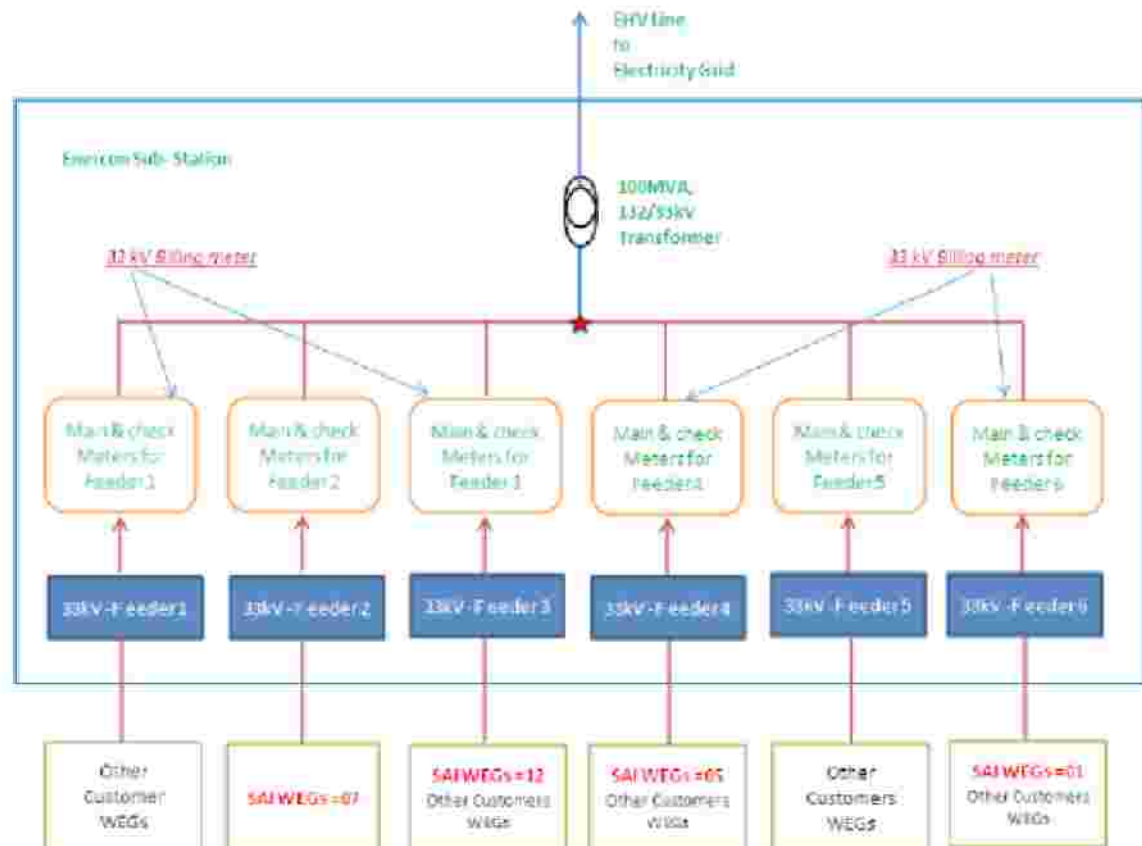 EHV Line
to
Electricity Grid
Enercon Sub- Station
100MVA,
132/33kV
Transformer
33 kV Billing meter
33 kV Billing meter
Main & check
Meters for
Feeder1
Main & check
Meters for
Feeder2
Main & check
Meters for
Feeder3
Main & check
Meters for
Feeder4
Main & check
Meters for
Feeder5
Main & check
Meters for
Feeder6
33kV-Feeder1
33kV-Feeder2
33kV-Feeder3
33kV-Feeder4
33kV-Feeder5
33kV-Feeder6
Other
Customer
WEGs
SAI WEGs =07
SAI WEGs =12
Other Customers
WEGs
SAI WEGs =05
Other Customers
WEGs
Other
Customers
WEGs
SAI WEGs =01
Other Customers
WEGs